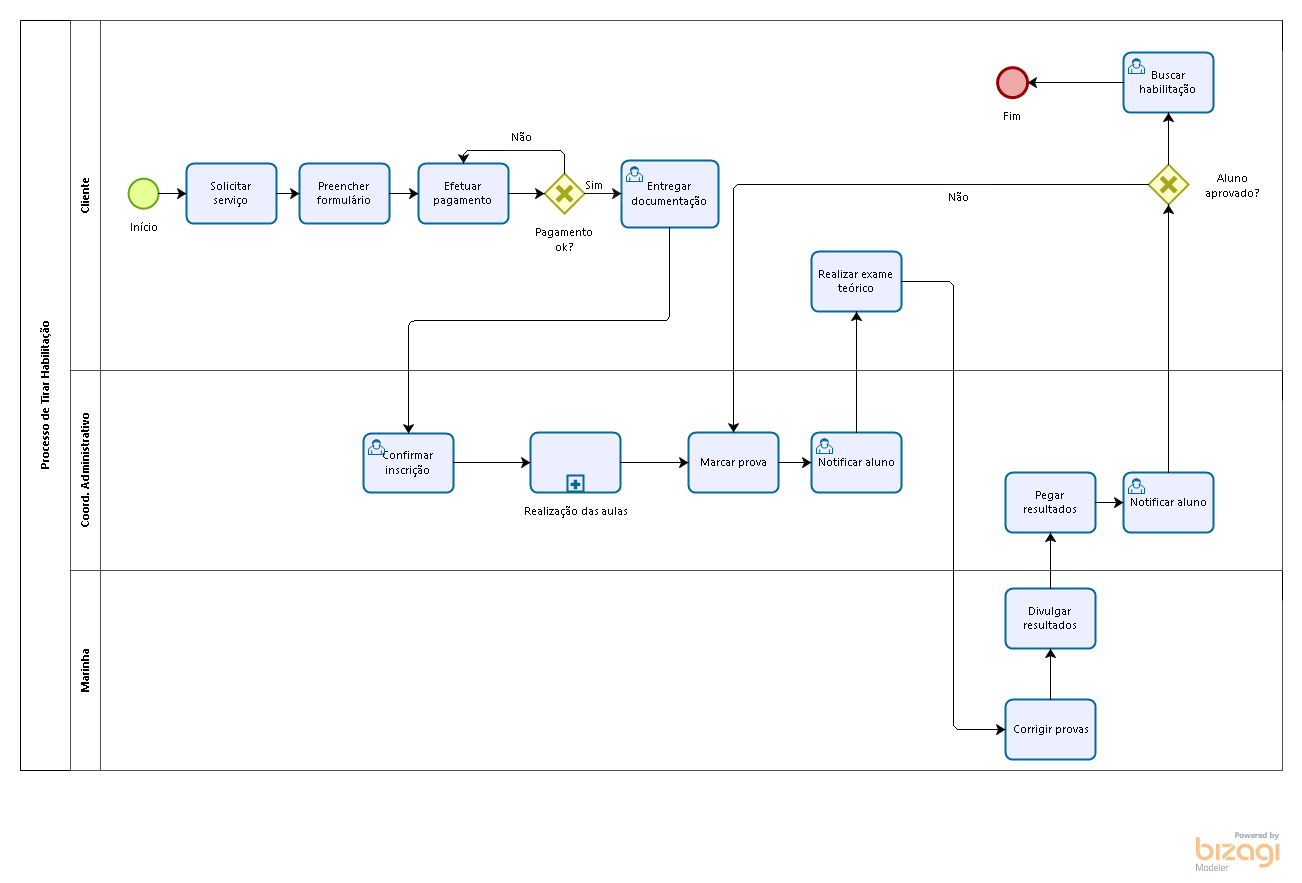 Processo de Tirar Habilitação
Cliente
Início
Solicitar
serviço
Preencher
formulário
Efetuar
pagamento
Não
Pagamento
ok?
Sim
Entregar
documentação
Realizar exame
teórico
Não
Aluno
aprovado?
Buscar
habilitação
Fim
Coord. Administrativo
Confirmar
inscrição
Realização das aulas
Marcar prova
Notificar aluno
Pegar
resultados
Notificar aluno
Marinha
Divulgar
resultados
Corrigir provas
Powered by
bizagi
Modeler